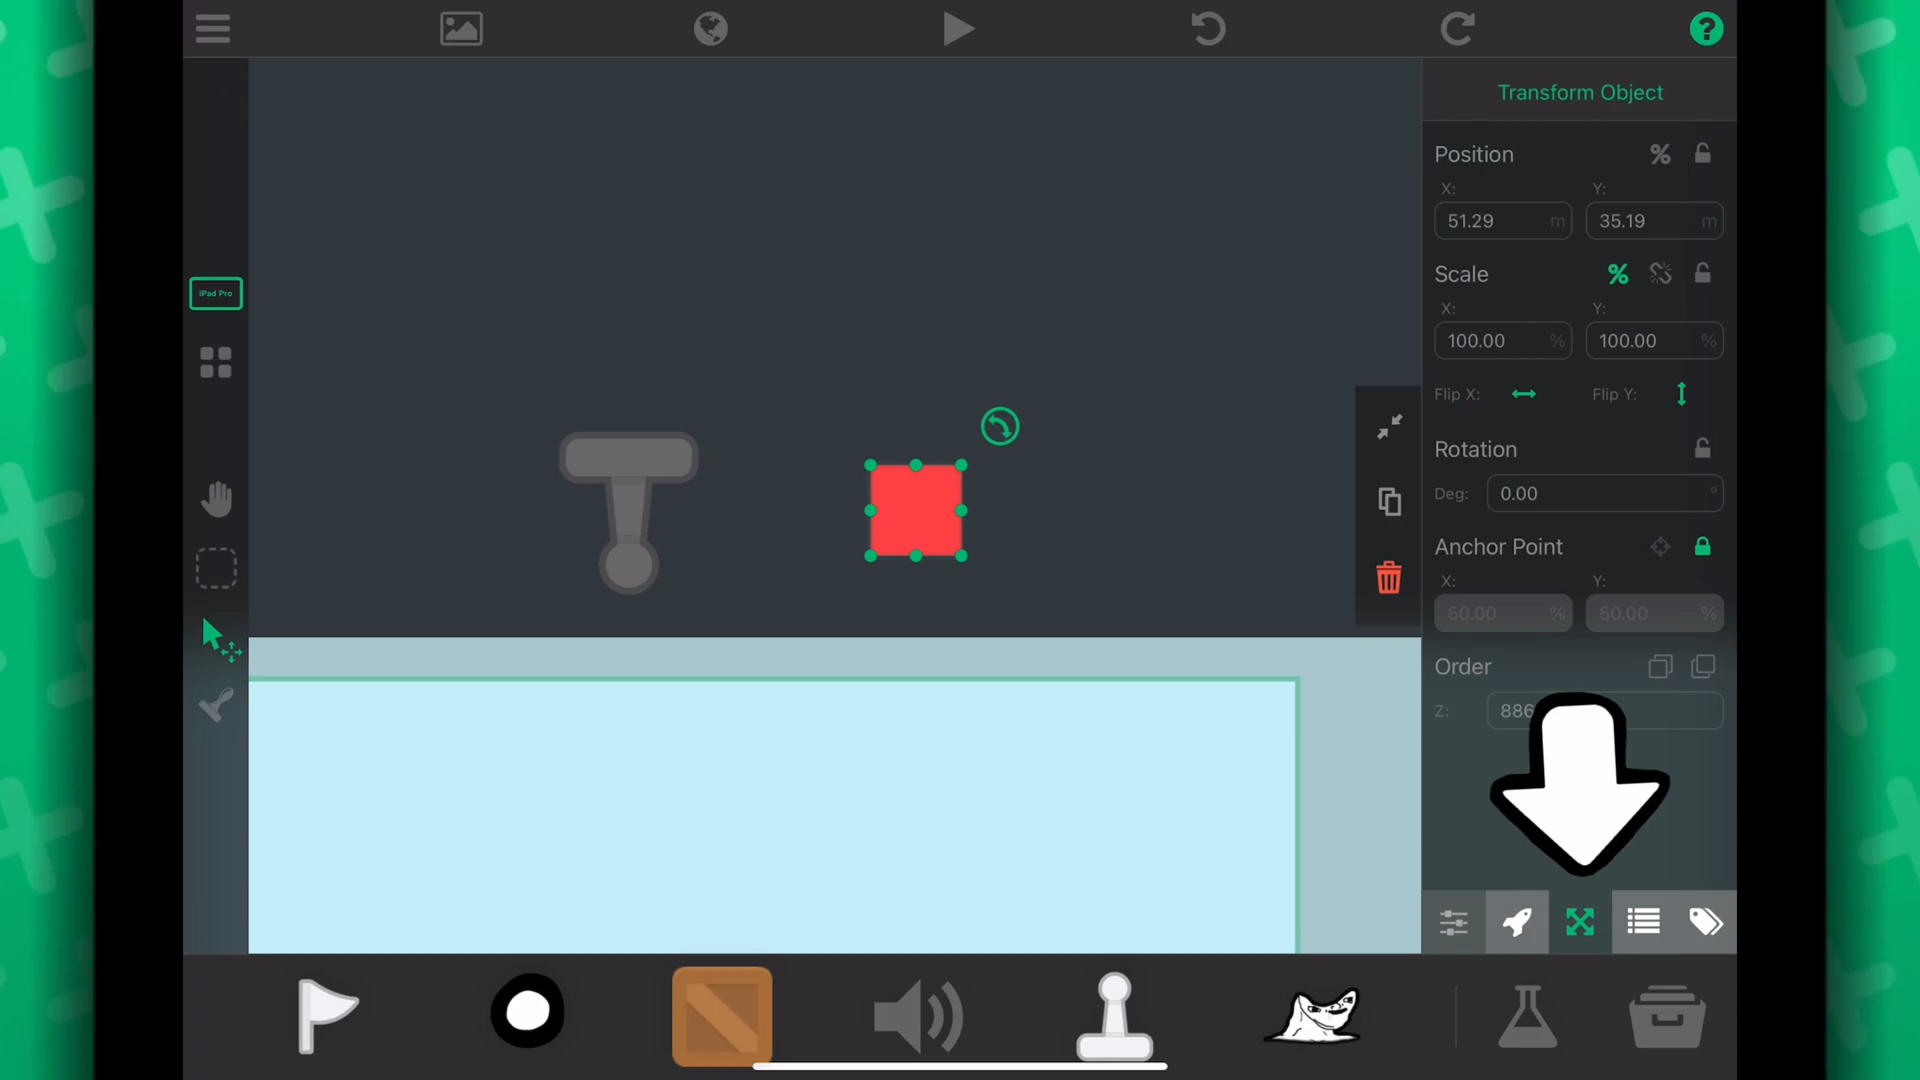 ?
Transform Object
Position %
X: Y:
51.29 m 35.19 m
iPad Pro
Scale %
X: Y:
100.00 % 100.00 %
Flip X: Flip Y:
Rotation
Deg: 0.00 °
Anchor Point
X: Y:
50.00 % 50.00 %
Order
Z: 886